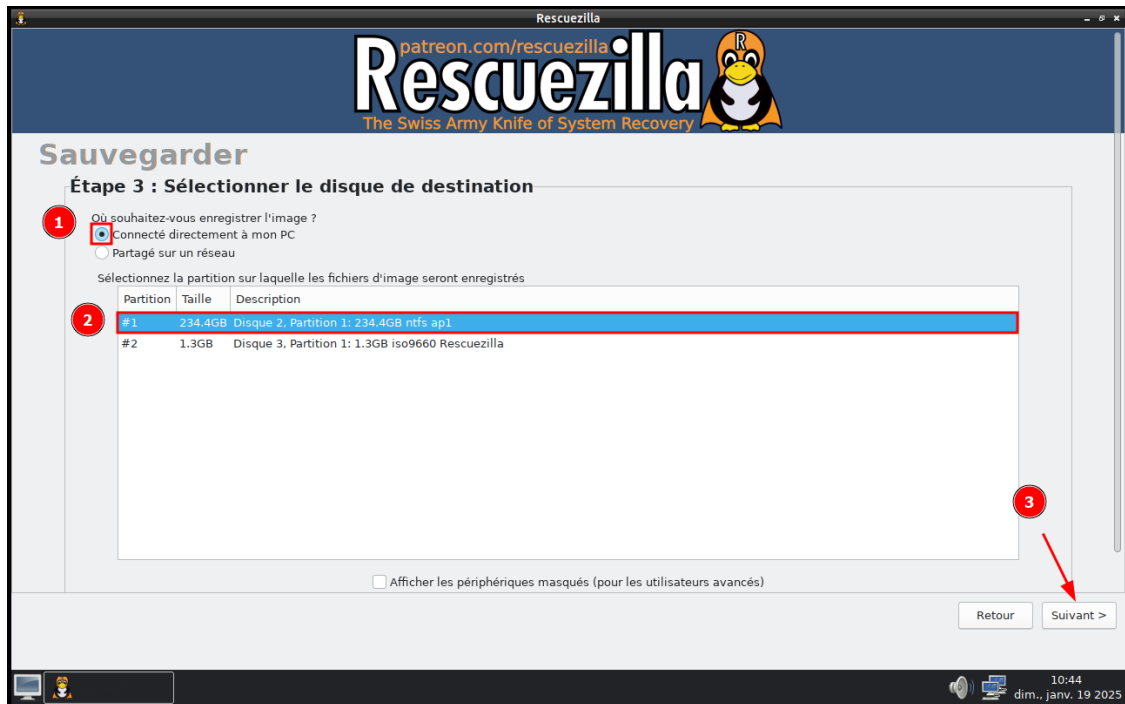 Rescuezilla
patreon.com/rescuezilla
Rescuezilla
R
The Swiss Army Knife of System Recovery
Sauvegarder
Étape 3 : Sélectionner le disque de destination
1
Où souhaitez-vous enregistrer l'image ?
Connecté directement à mon PC
Partagé sur un réseau
Sélectionnez la partition sur laquelle les fichiers d'image seront enregistrés
Partition Taille Description
2
#1 234.4GB Disque 2, Partition 1: 234.4GB ntfs ap1
#2 1.3GB Disque 3, Partition 1: 1.3GB iso9660 Rescuezilla
3
Afficher les périphériques masqués (pour les utilisateurs avancés)
Retour Suivant >
10:44
dim., janv. 19 2025